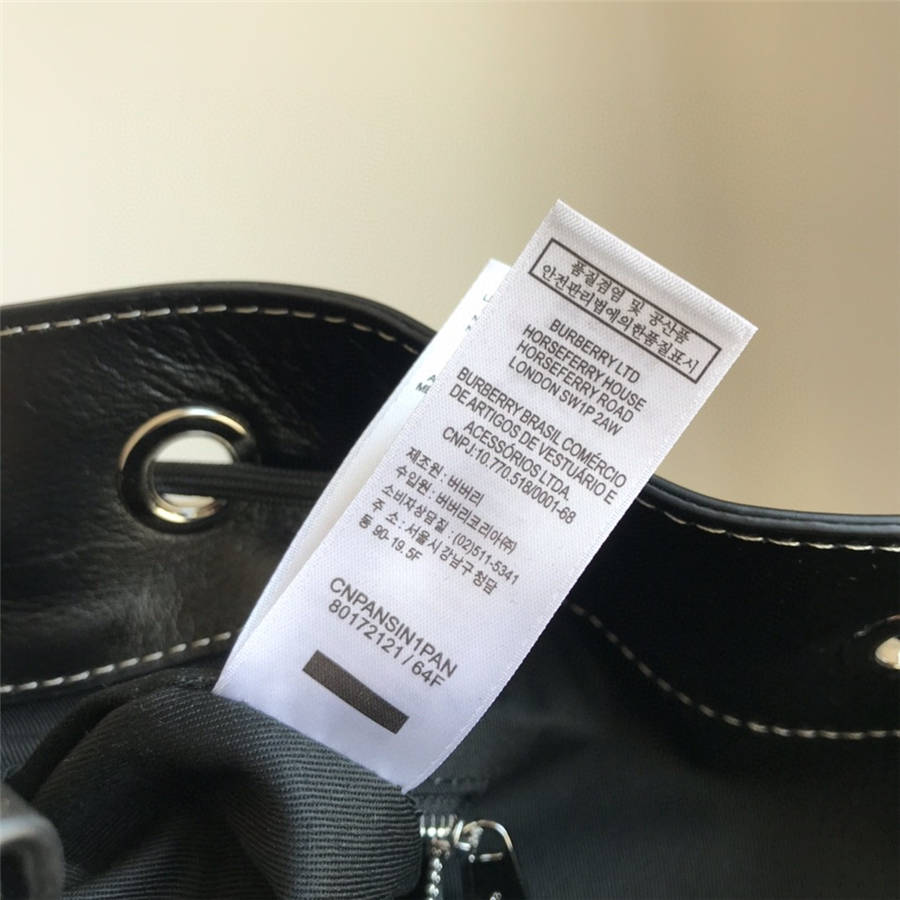 품질경영 및 공산품
안전관리법에의한품질표시
BURBERRY LTD
HORSEFERRY HOUSE
HORSEFERRY ROAD
LONDON SW1P 2AW
BURBERRY BRASIL COMÉRCIO
DE ARTIGOS DE VESTUÁRIO E
ACESSÓRIOS LTDA,
CNPJ:10.770.518/0001-68
제조원 : 버버리
수입원 : 버버리코리아(주)
소비자상담질 : (02)511-5341
주 소 : 서울시 강남구 청담
동 90-19.5F
CNPANSIN1PAN
80172121 / 64F